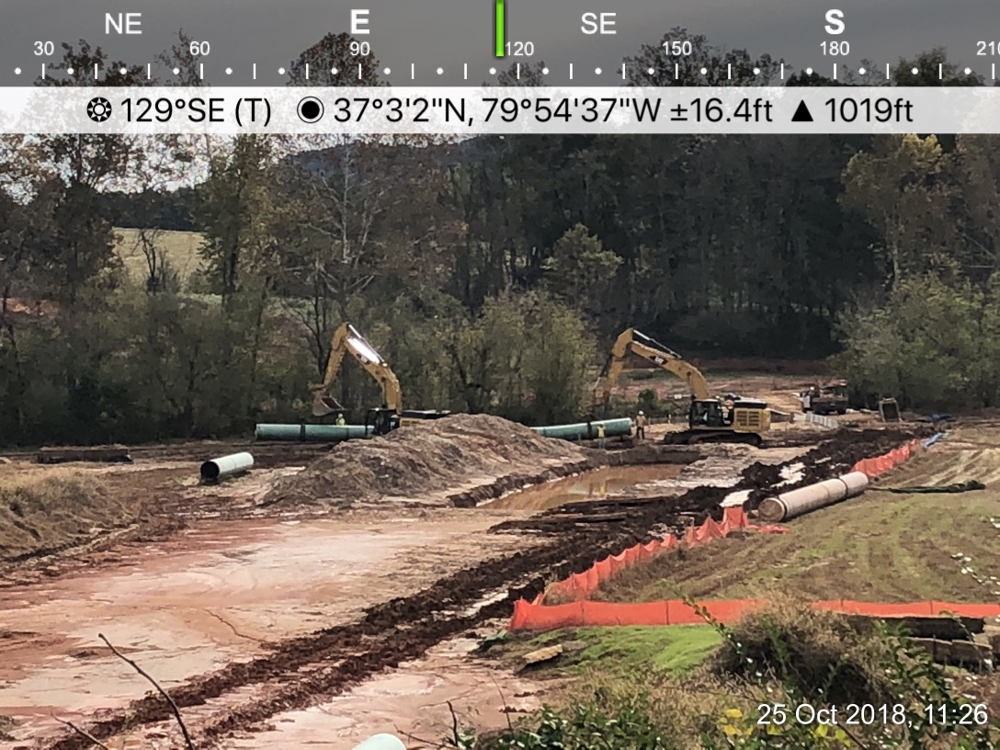 NE E SE S
30 60 90 120 150 180 210
129°SE (T) 37°3'2"N, 79°54'37"W ±16.4ft ▲ 1019ft
25 Oct 2018, 11:26